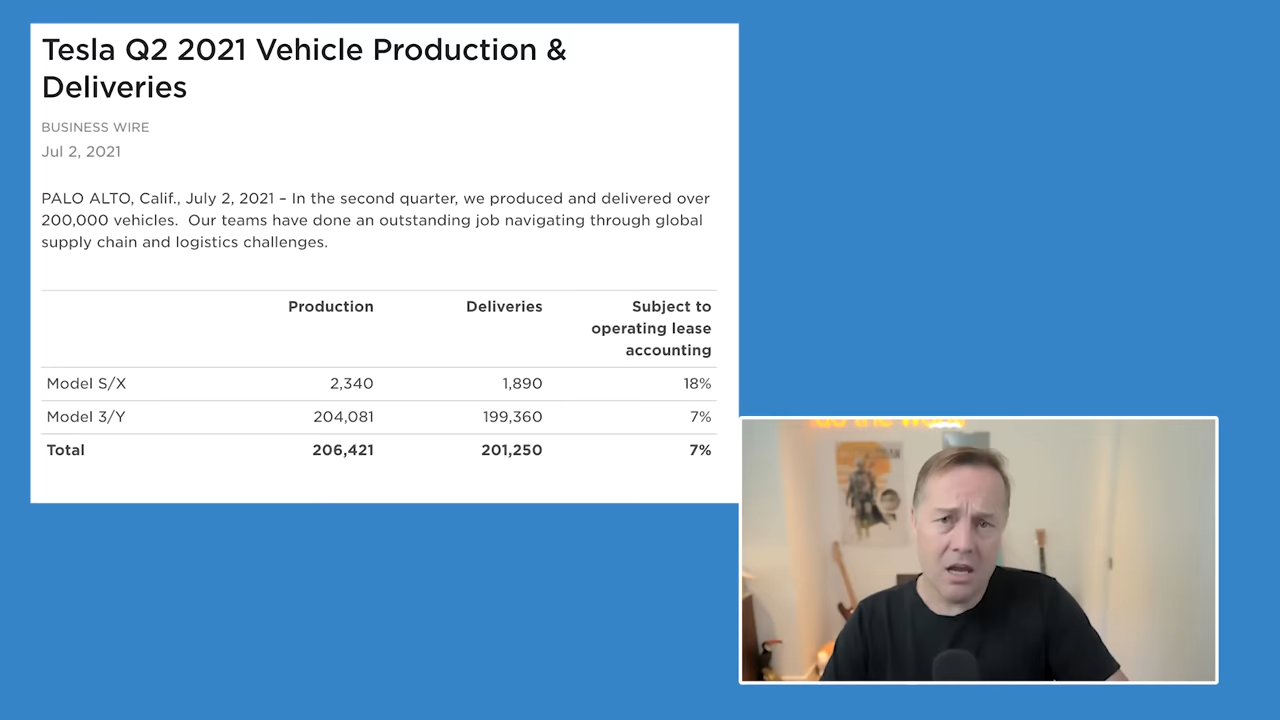 Tesla Q2 2021 Vehicle Production &
Deliveries
BUSINESS WIRE
Jul 2, 2021
PALO ALTO, Calif., July 2, 2021 – In the second quarter, we produced and delivered over
200,000 vehicles.  Our teams have done an outstanding job navigating through global
supply chain and logistics challenges.
Production Deliveries Subject to
operating lease
accounting
Model S/X 2,340 1,890 18%
Model 3/Y 204,081 199,360 7%
Total 206,421 201,250 7%